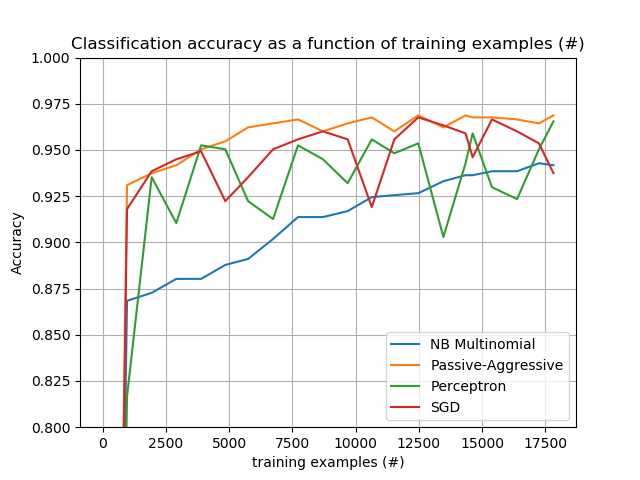 Classification accuracy as a function of training examples (#)
1.000
0.975
0.950
0.925
0.900
0.875
0.850
0.825
0.800
Accuracy
NB Multinomial
Passive-Aggressive
Perceptron
SGD
0 2500 5000 7500 10000 12500 15000 17500
training examples (#)